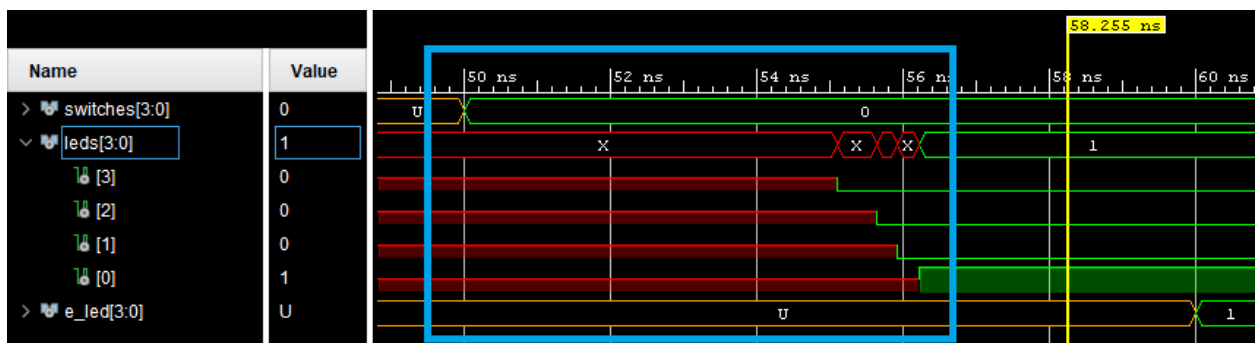 58.255 ns
Name Value 50 ns 52 ns 54 ns 56 ns 58 ns 60 ns
switches[3:0] 0 U 0
leds[3:0] 1 X X X 1
[3] 0
[2] 0
[1] 0
[0] 1
e_led[3:0] U U 1